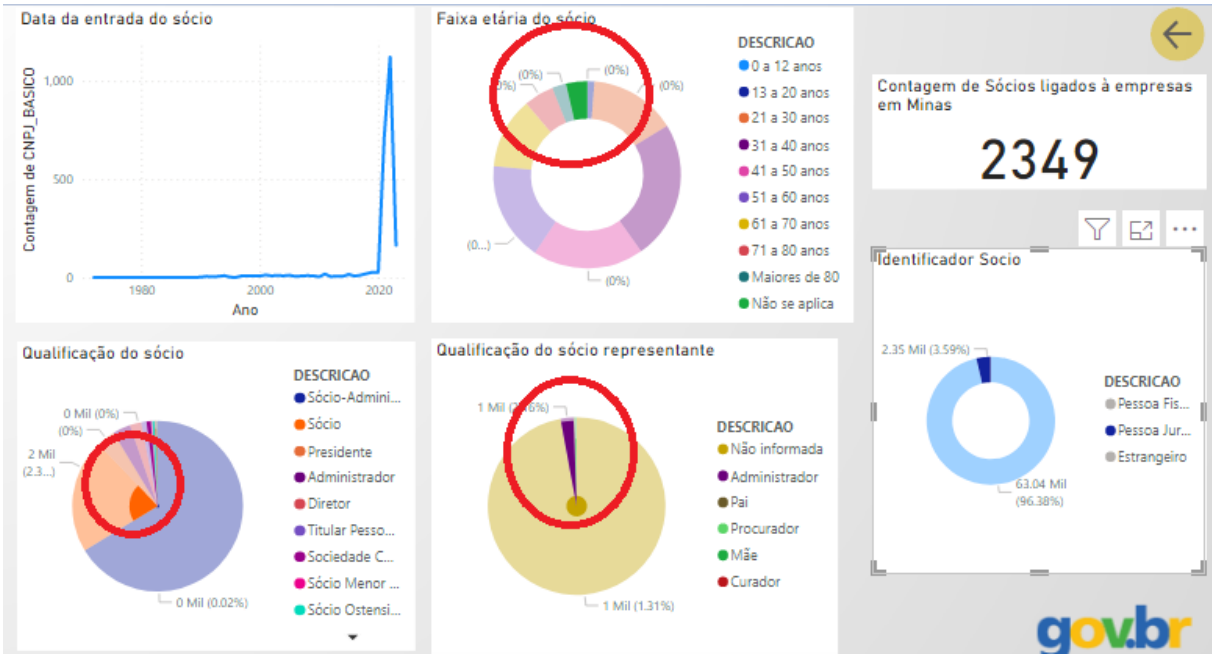 Data da entrada do sócio
Contagem de CNPJ_BASICO
1,000
500
0
1980
2000
2020
Ano
Faixa etária do sócio
(0%)
(0%)
(0%)
(0%)
(0...)
(0%)
DESCRICAO
0 a 12 anos
13 a 20 anos
21 a 30 anos
31 a 40 anos
41 a 50 anos
51 a 60 anos
61 a 70 anos
71 a 80 anos
Maiores de 80
Não se aplica
Contagem de Sócios ligados à empresas
em Minas
2349
Qualificação do sócio
0 Mil (0%)
(0%)
2 Mil
(2.3...)
0 Mil (0.02%)
DESCRICAO
Sócio-Admini...
Sócio
Presidente
Administrador
Diretor
Titular Pesso...
Sociedade C...
Sócio Menor ...
Sócio Ostensi...
Qualificação do sócio representante
1 Mil
1 Mil (1.31%)
DESCRICAO
Não informada
Administrador
Pai
Procurador
Mãe
Curador
Identificador Socio
2.35 Mil (3.59%)
63.04 Mil
(96.38%)
DESCRICAO
Pessoa Fis...
Pessoa Jur...
Estrangeiro
gov.br